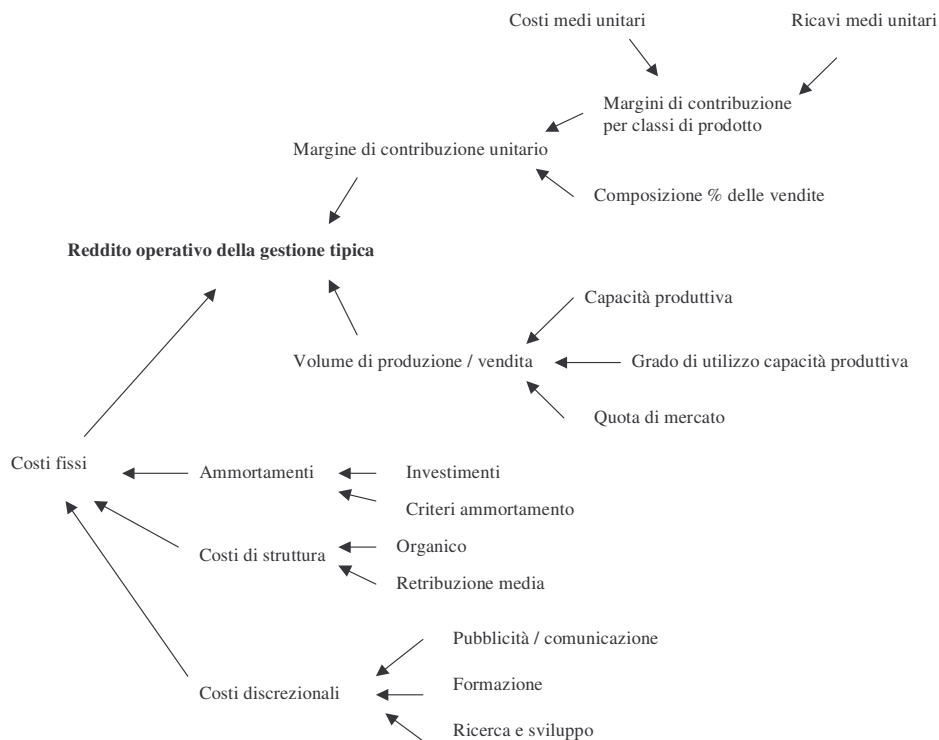 Costi medi unitari
Ricavi medi unitari
Margini di contribuzione
per classi di prodotto
Margine di contribuzione unitario
Composizione % delle vendite
Reddito operativo della gestione tipica
Capacità produttiva
Volume di produzione / vendita
Grado di utilizzo capacità produttiva
Quota di mercato
Costi fissi
Ammortamenti
Investimenti
Criteri ammortamento
Costi di struttura
Organico
Retribuzione media
Pubblicità / comunicazione
Costi discrezionali
Formazione
Ricerca e sviluppo